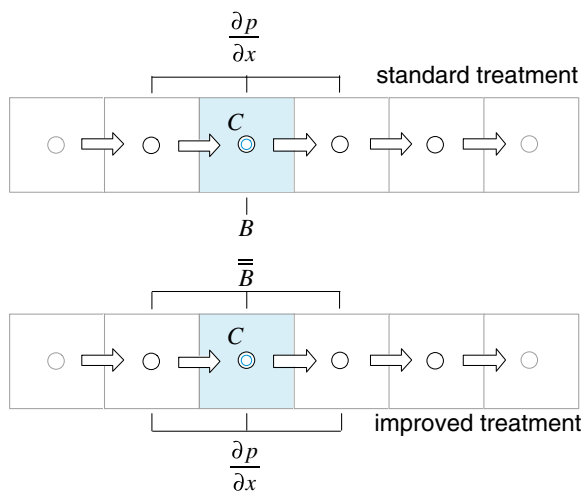 ∂p
∂x
standard treatment
C
B
B̿
C
improved treatment
∂p
∂x